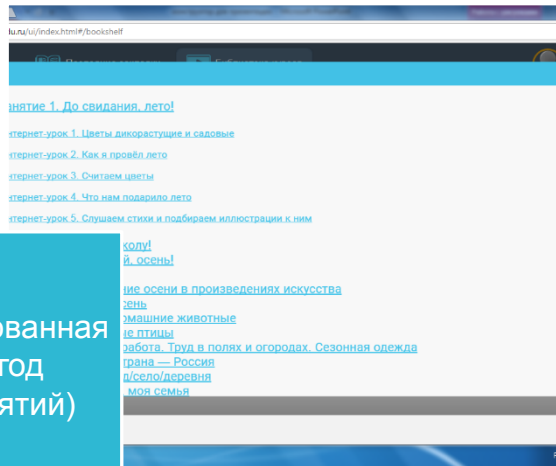 du.ru/ui/index.html#/bookshelf
анятие 1. До свидания, лето!
нтернет-урок 1. Цветы дикорастущие и садовые
нтернет-урок 2. Как я провёл лето
нтернет-урок 3. Считаем цветы
нтернет-урок 4. Что нам подарило лето
нтернет-урок 5. Слушаем стихи и подбираем иллюстрации к ним
колу!
й, осень!
ие осени в произведениях искусства
сень
омашние животные
ие птицы
работа. Труд в полях и огородах. Сезонная одежда
трана — Россия
д/село/деревня
моя семья
ованная
год
ятий)